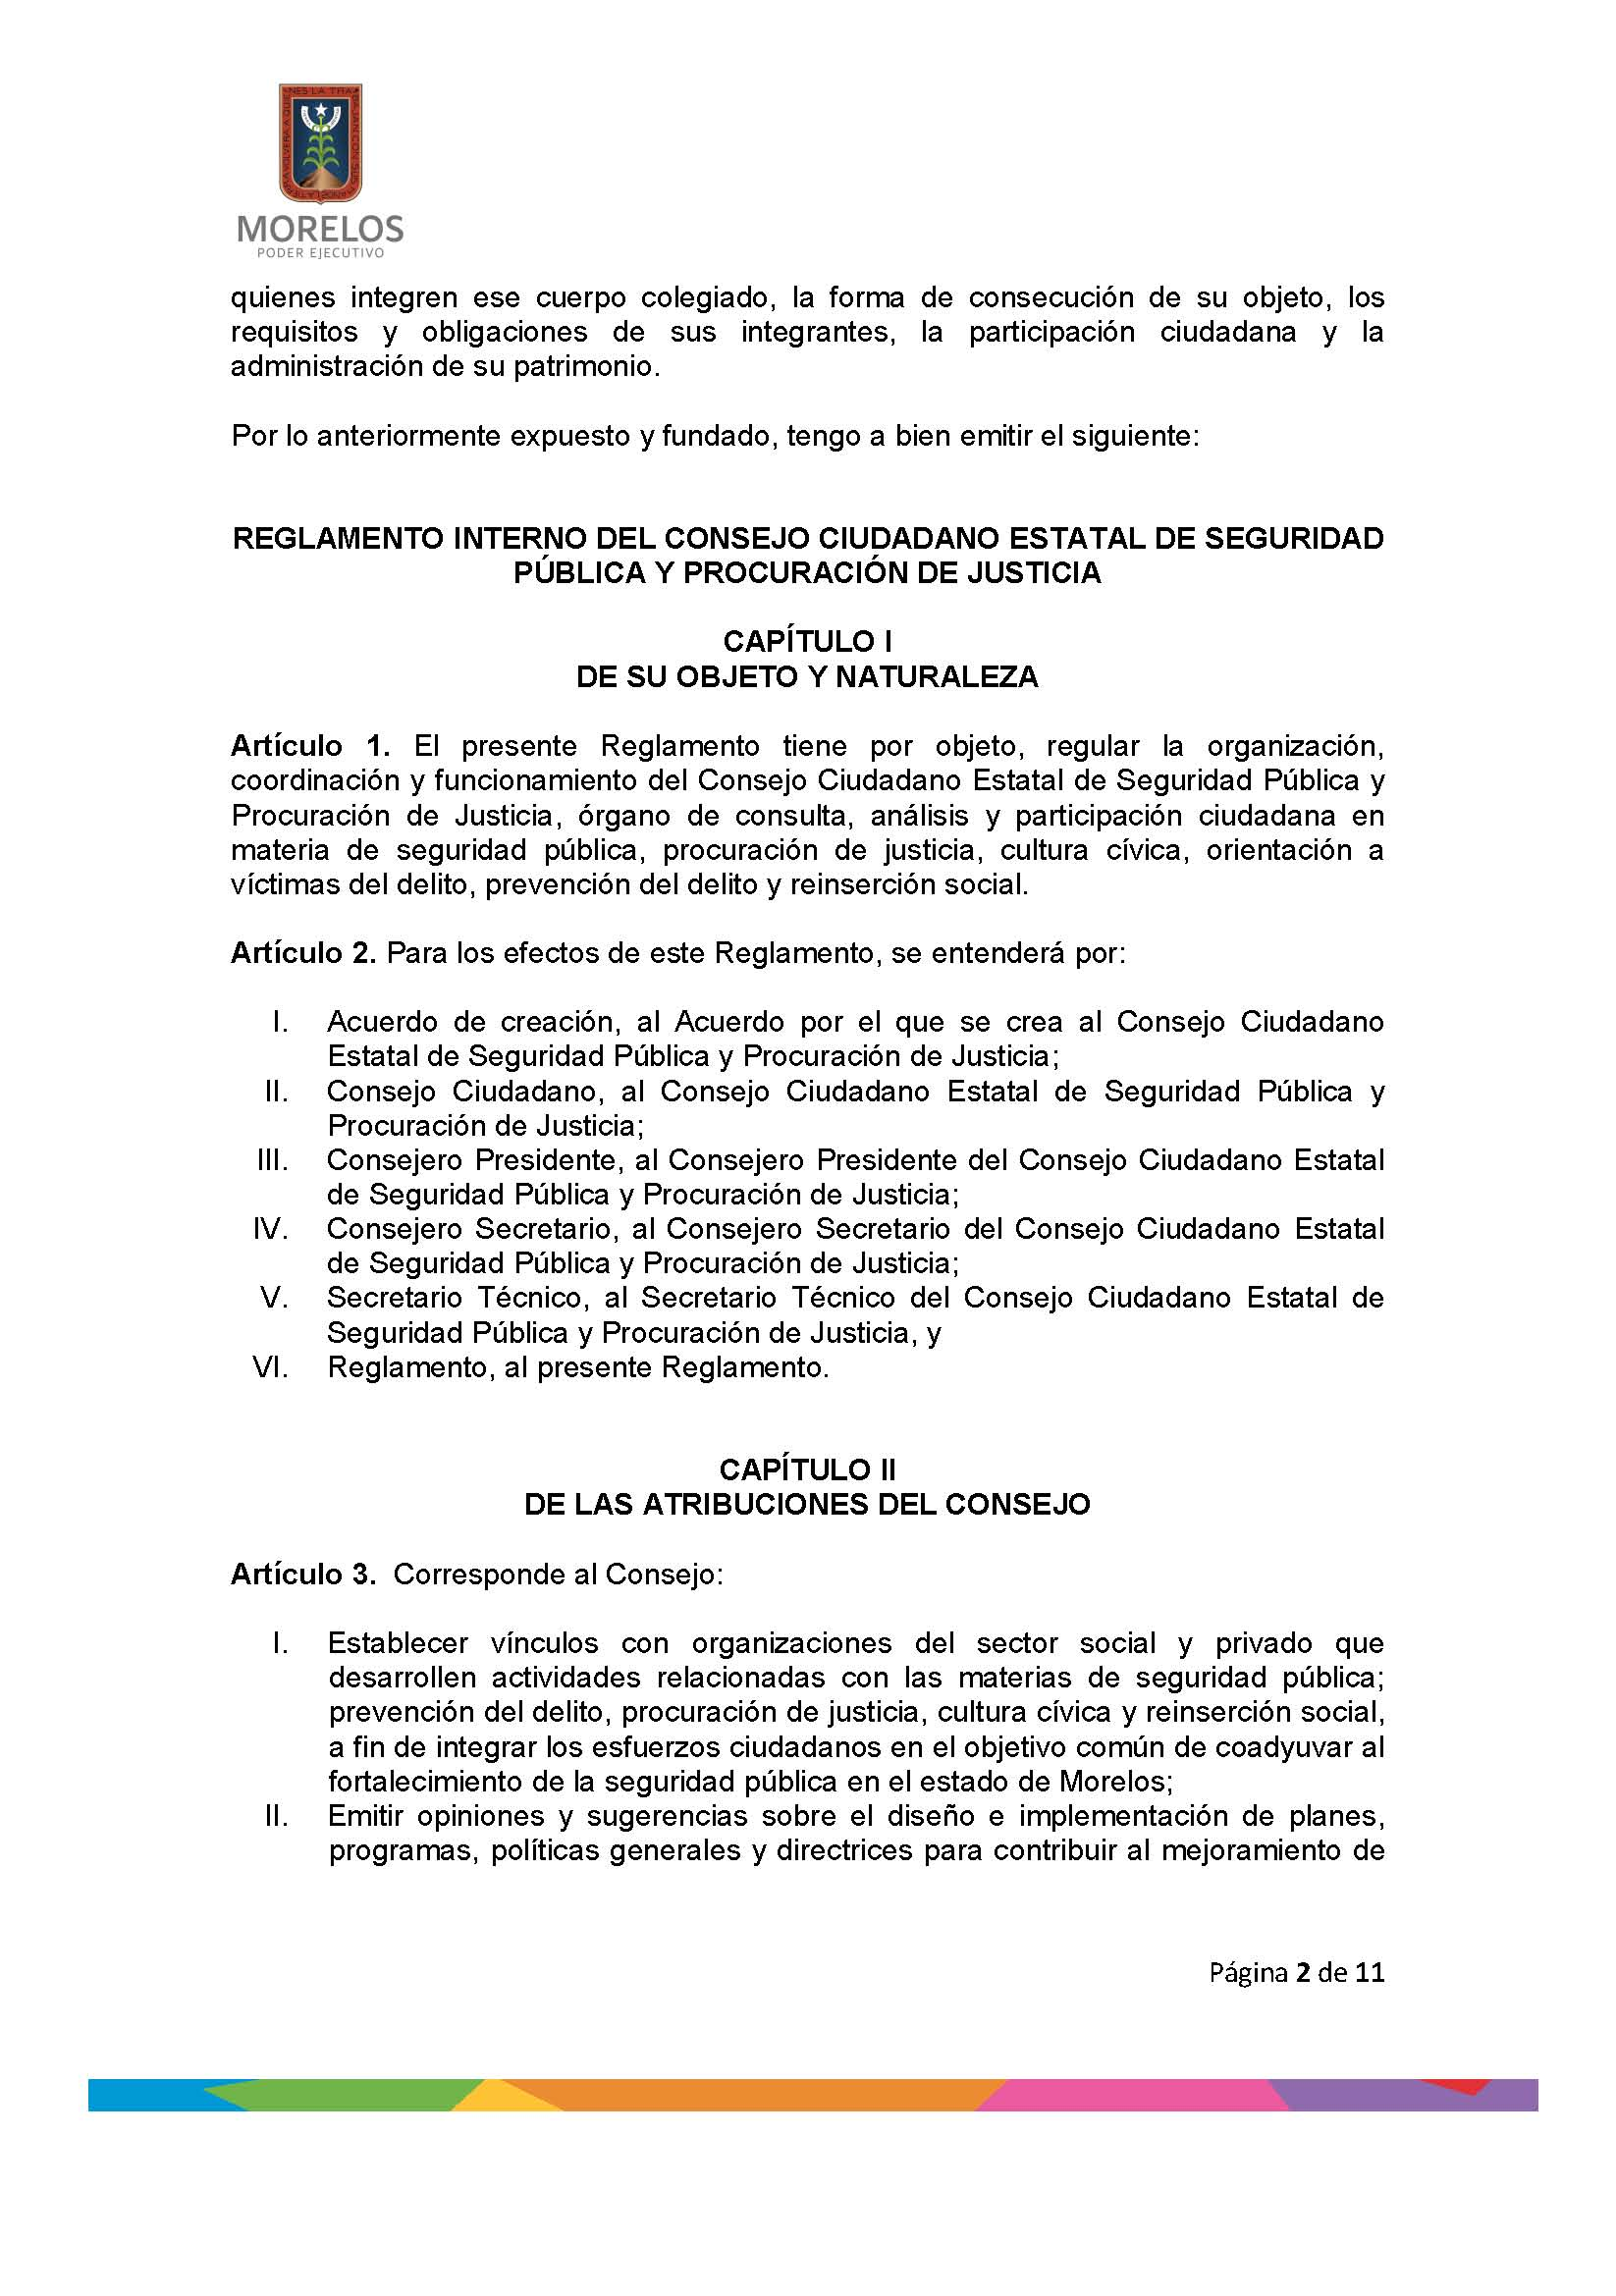 MORELOS
PODER EJECUTIVO
quienes integren ese cuerpo colegiado, la forma de consecución de su objeto, los
requisitos y obligaciones de sus integrantes, la participación ciudadana y la
administración de su patrimonio.
Por lo anteriormente expuesto y fundado, tengo a bien emitir el siguiente:
REGLAMENTO INTERNO DEL CONSEJO CIUDADANO ESTATAL DE SEGURIDAD
PÚBLICA Y PROCURACIÓN DE JUSTICIA
CAPÍTULO I
DE SU OBJETO Y NATURALEZA
Artículo 1. El presente Reglamento tiene por objeto, regular la organización,
coordinación y funcionamiento del Consejo Ciudadano Estatal de Seguridad Pública y
Procuración de Justicia, órgano de consulta, análisis y participación ciudadana en
materia de seguridad pública, procuración de justicia, cultura cívica, orientación a
víctimas del delito, prevención del delito y reinserción social.
Artículo 2. Para los efectos de este Reglamento, se entenderá por:
I. Acuerdo de creación, al Acuerdo por el que se crea al Consejo Ciudadano
Estatal de Seguridad Pública y Procuración de Justicia;
II. Consejo Ciudadano, al Consejo Ciudadano Estatal de Seguridad Pública y
Procuración de Justicia;
III. Consejero Presidente, al Consejero Presidente del Consejo Ciudadano Estatal
de Seguridad Pública y Procuración de Justicia;
IV. Consejero Secretario, al Consejero Secretario del Consejo Ciudadano Estatal
de Seguridad Pública y Procuración de Justicia;
V. Secretario Técnico, al Secretario Técnico del Consejo Ciudadano Estatal de
Seguridad Pública y Procuración de Justicia, y
VI. Reglamento, al presente Reglamento.
CAPÍTULO II
DE LAS ATRIBUCIONES DEL CONSEJO
Artículo 3. Corresponde al Consejo:
I. Establecer vínculos con organizaciones del sector social y privado que
desarrollen actividades relacionadas con las materias de seguridad pública;
prevención del delito, procuración de justicia, cultura cívica y reinserción social,
a fin de integrar los esfuerzos ciudadanos en el objetivo común de coadyuvar al
fortalecimiento de la seguridad pública en el estado de Morelos;
II. Emitir opiniones y sugerencias sobre el diseño e implementación de planes,
programas, políticas generales y directrices para contribuir al mejoramiento de
Página 2 de 11